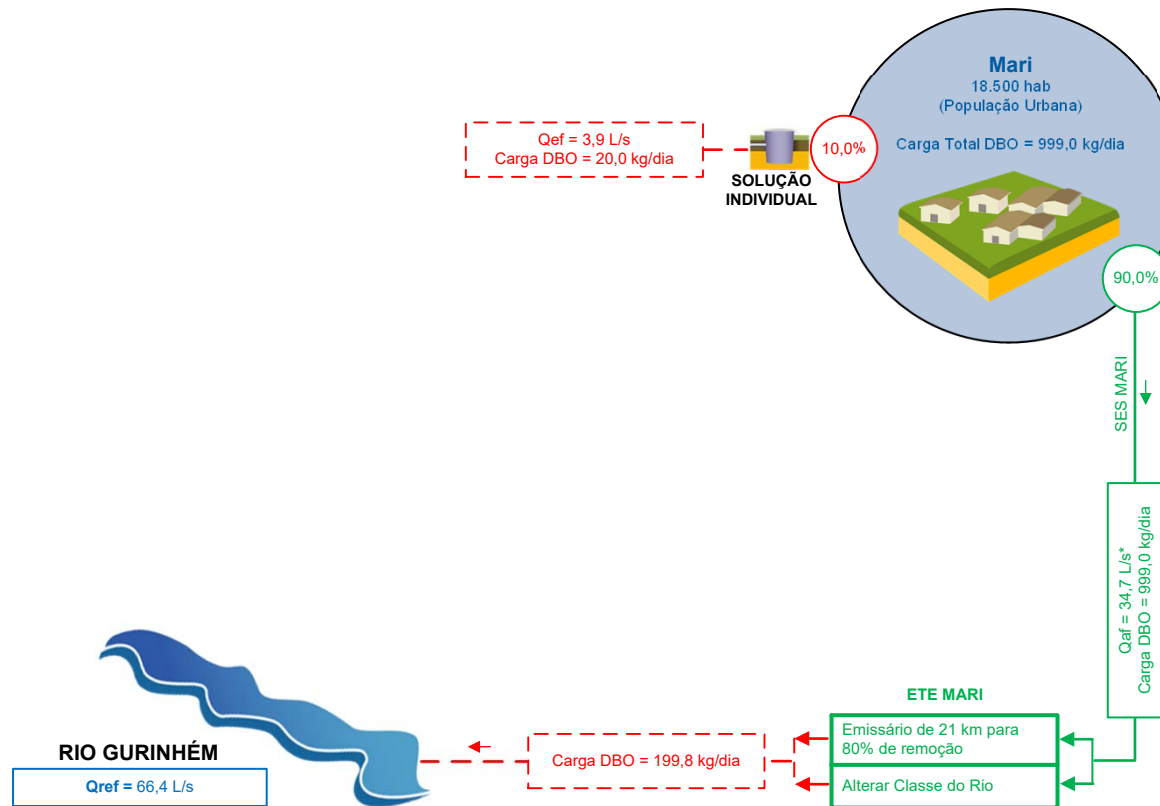 Mari
18.500 hab
(População Urbana)
Carga Total DBO = 999,0 kg/dia
Qef = 3,9 L/s
Carga DBO = 20,0 kg/dia
10,0%
SOLUÇÃO
INDIVIDUAL
90,0%
SES MARI
Qaf = 34,7 L/s*
Carga DBO = 999,0 kg/dia
ETE MARI
Emissário de 21 km para
80% de remoção
Alterar Classe do Rio
Carga DBO = 199,8 kg/dia
RIO GURINHÉM
Qref = 66,4 L/s